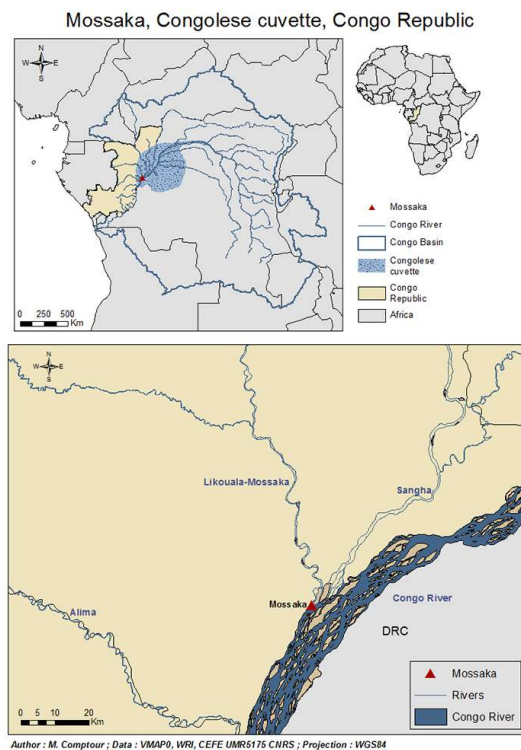 Mossaka, Congolese cuvette, Congo Republic
N
W E
S
0 250 500
Km
Mossaka
Congo River
Congo Basin
Congolese
cuvette
Congo
Republic
Africa
N
W E
S
Likouala-Mossaka
Sangha
Mossaka
Congo River
Alima
DRC
0 5 10 20
Km
Mossaka
Rivers
Congo River
Author : M. Comptour ; Data : VMAP0, WRI, CEFE UMR5175 CNRS ; Projection : WGS84